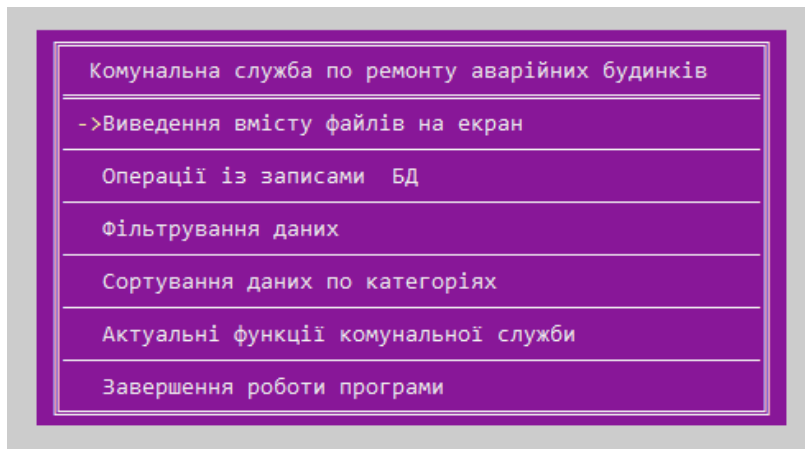 Комунальна служба по ремонту аварійних будинків
->Виведення вмісту файлів на екран
Операції із записами  БД
Фільтрування даних
Сортування даних по категоріях
Актуальні функції комунальної служби
Завершення роботи програми